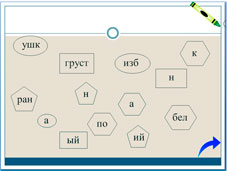 ушк
груст
изб
к
н
ран
н
а
а
бел
по
ый
ий